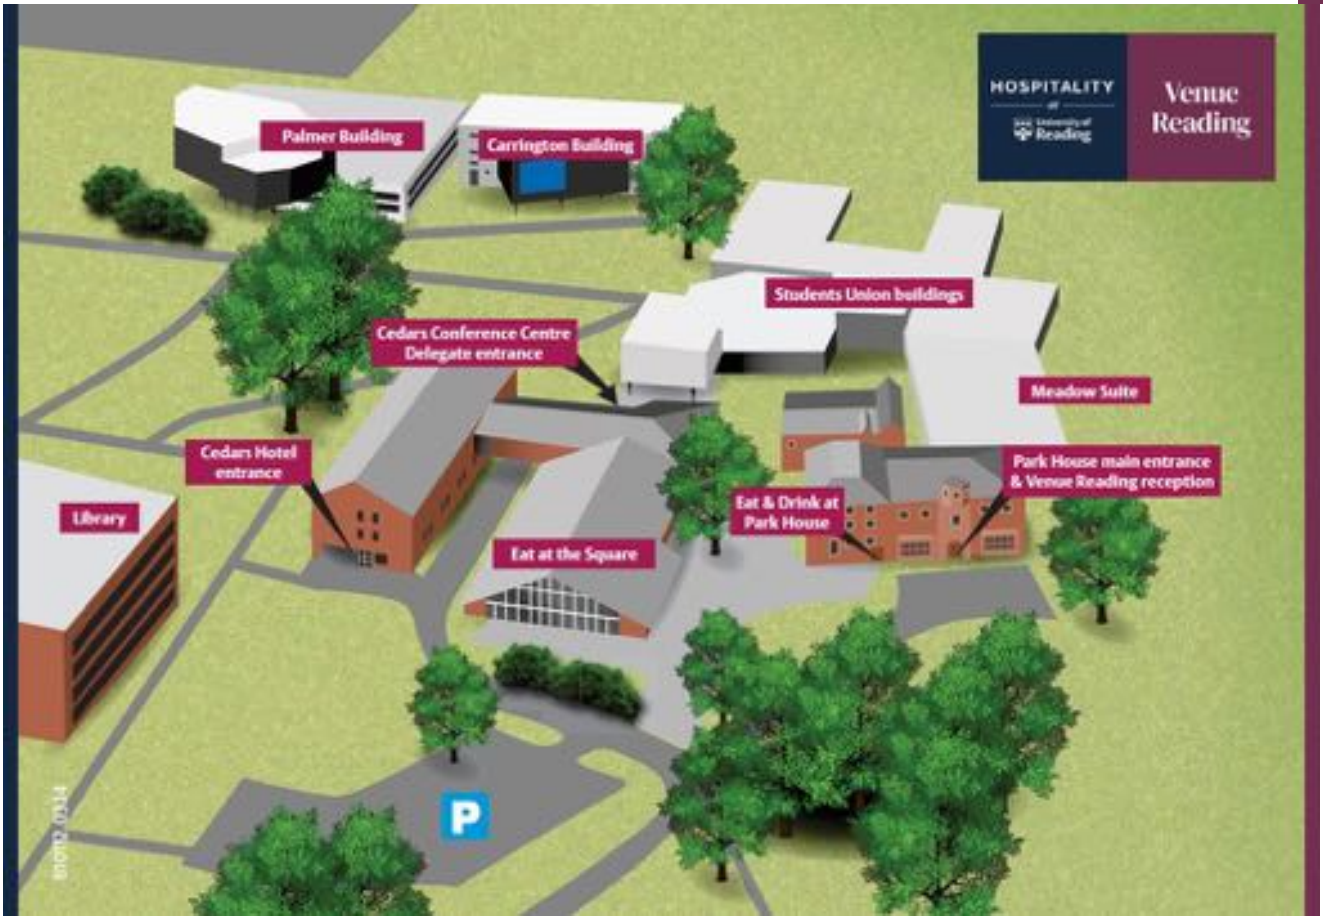 HOSPITALITY
at
University of
Reading
Venue
Reading
Palmer Building
Carrington Building
Students Union buildings
Cedars Conference Centre
Delegate entrance
Meadow Suite
Cedars Hotel
entrance
Park House main entrance
& Venue Reading reception
Library
Eat & Drink at
Park House
Eat at the Square
P